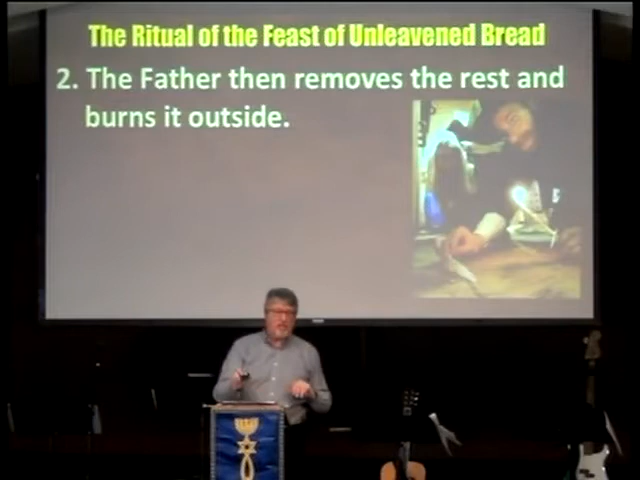 The Ritual of the Feast of Unleavened Bread
2. The Father then removes the rest and
burns it outside.